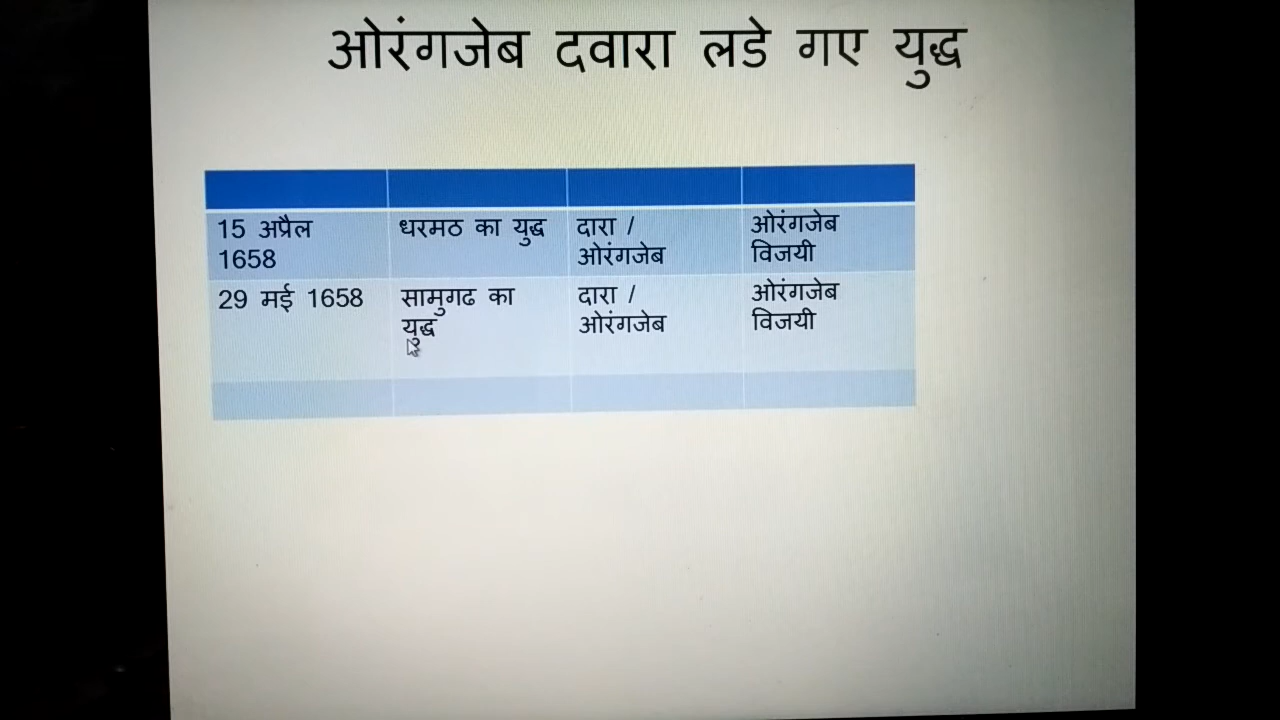 ओरंगजेब दवारा लडे गए युद्ध
15 अप्रैल
1658
धरमठ का युद्ध
दारा /
ओरंगजेब
ओरंगजेब
विजयी
29 मई 1658
सामुगढ का
युद्ध
दारा /
ओरंगजेब
ओरंगजेब
विजयी